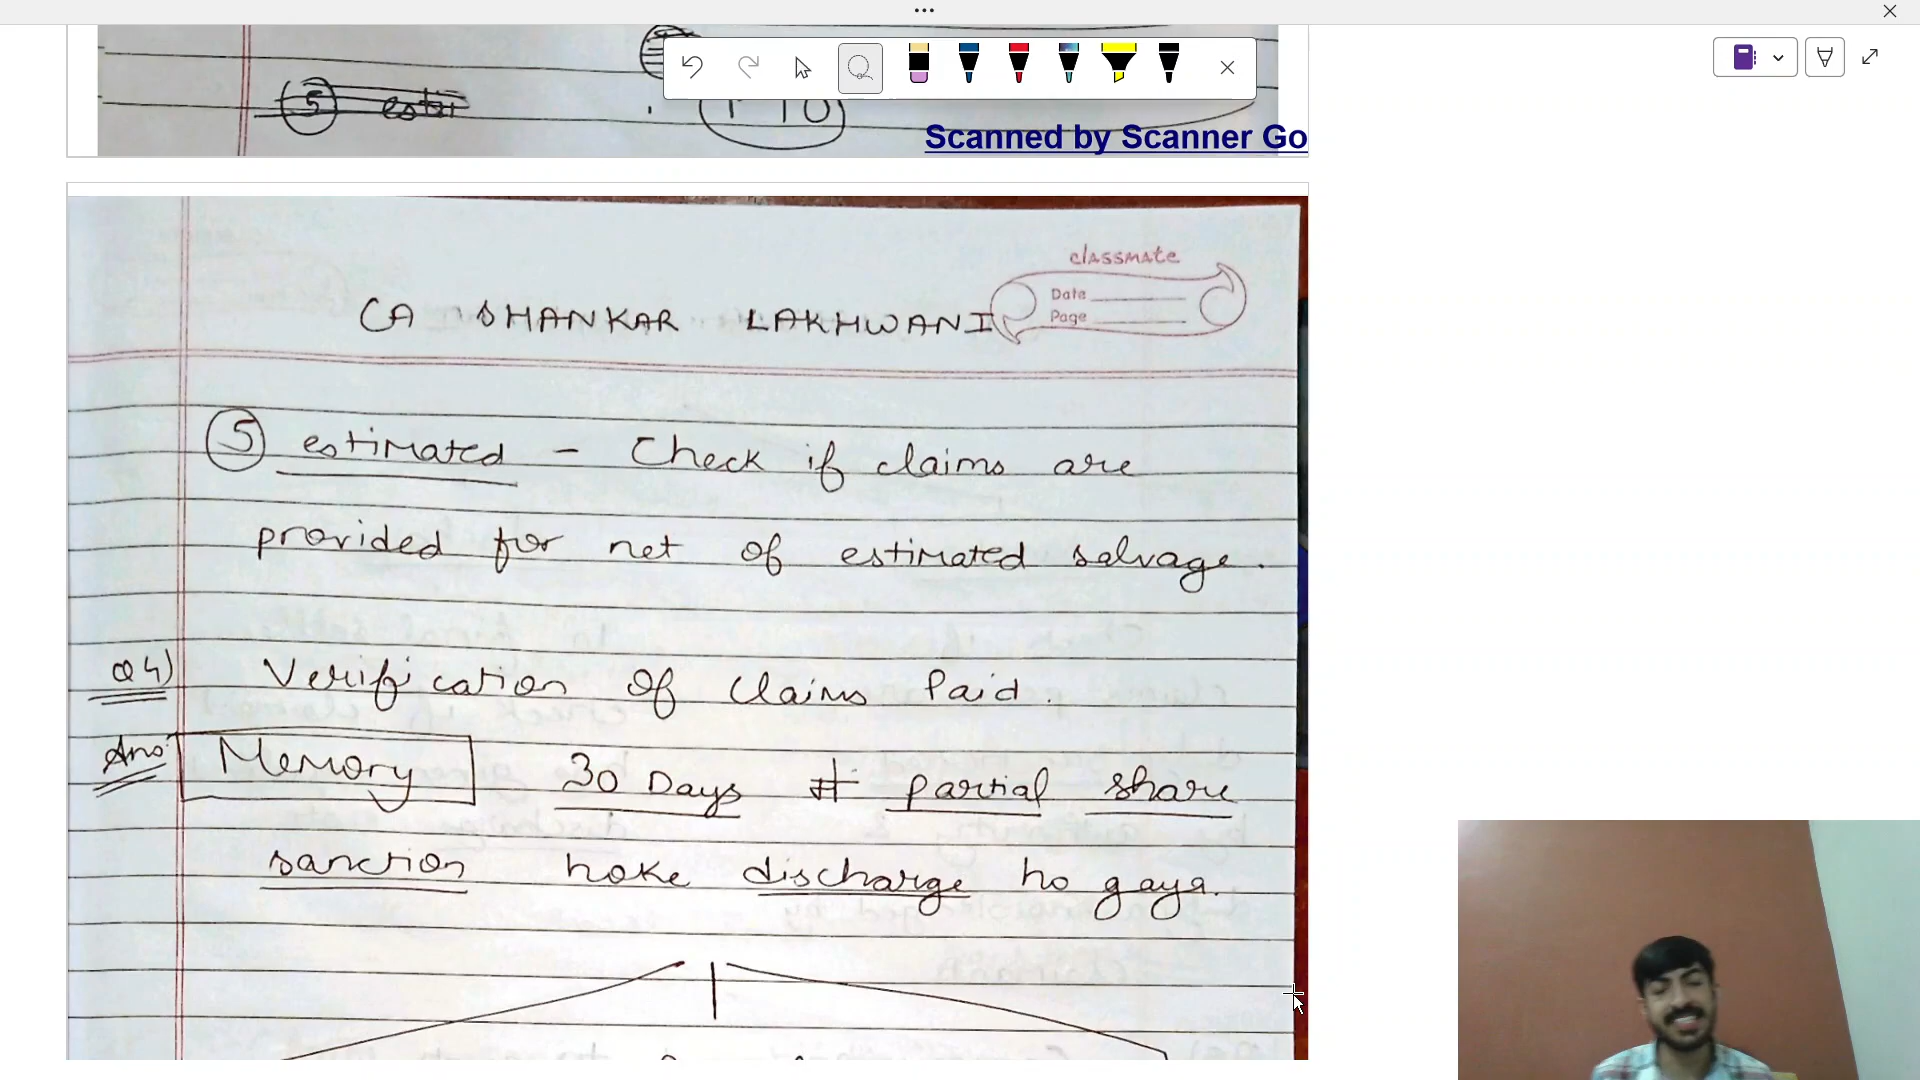 5 esti
Scanned by Scanner Go
classmate
Date
Page
CA SHANKAR LAKHWANI
5 estimated - Check if claims are
provided for net of estimated salvage.
Q4) Verification of Claims Paid.
Ans: Memory 30 Days # partial share
sanction hoke discharge ho gaya.